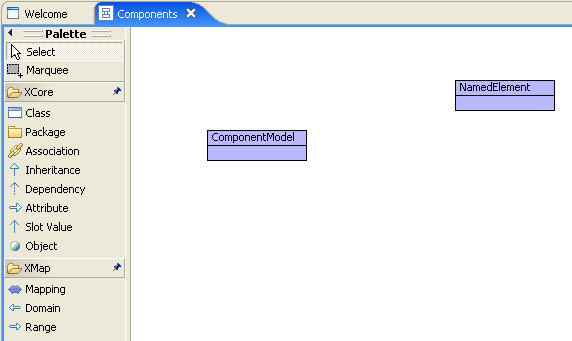 Welcome
Components
Palette
Select
Marquee
XCore
Class
Package
Association
Inheritance
Dependency
Attribute
Slot Value
Object
XMap
Mapping
Domain
Range
NamedElement
ComponentModel